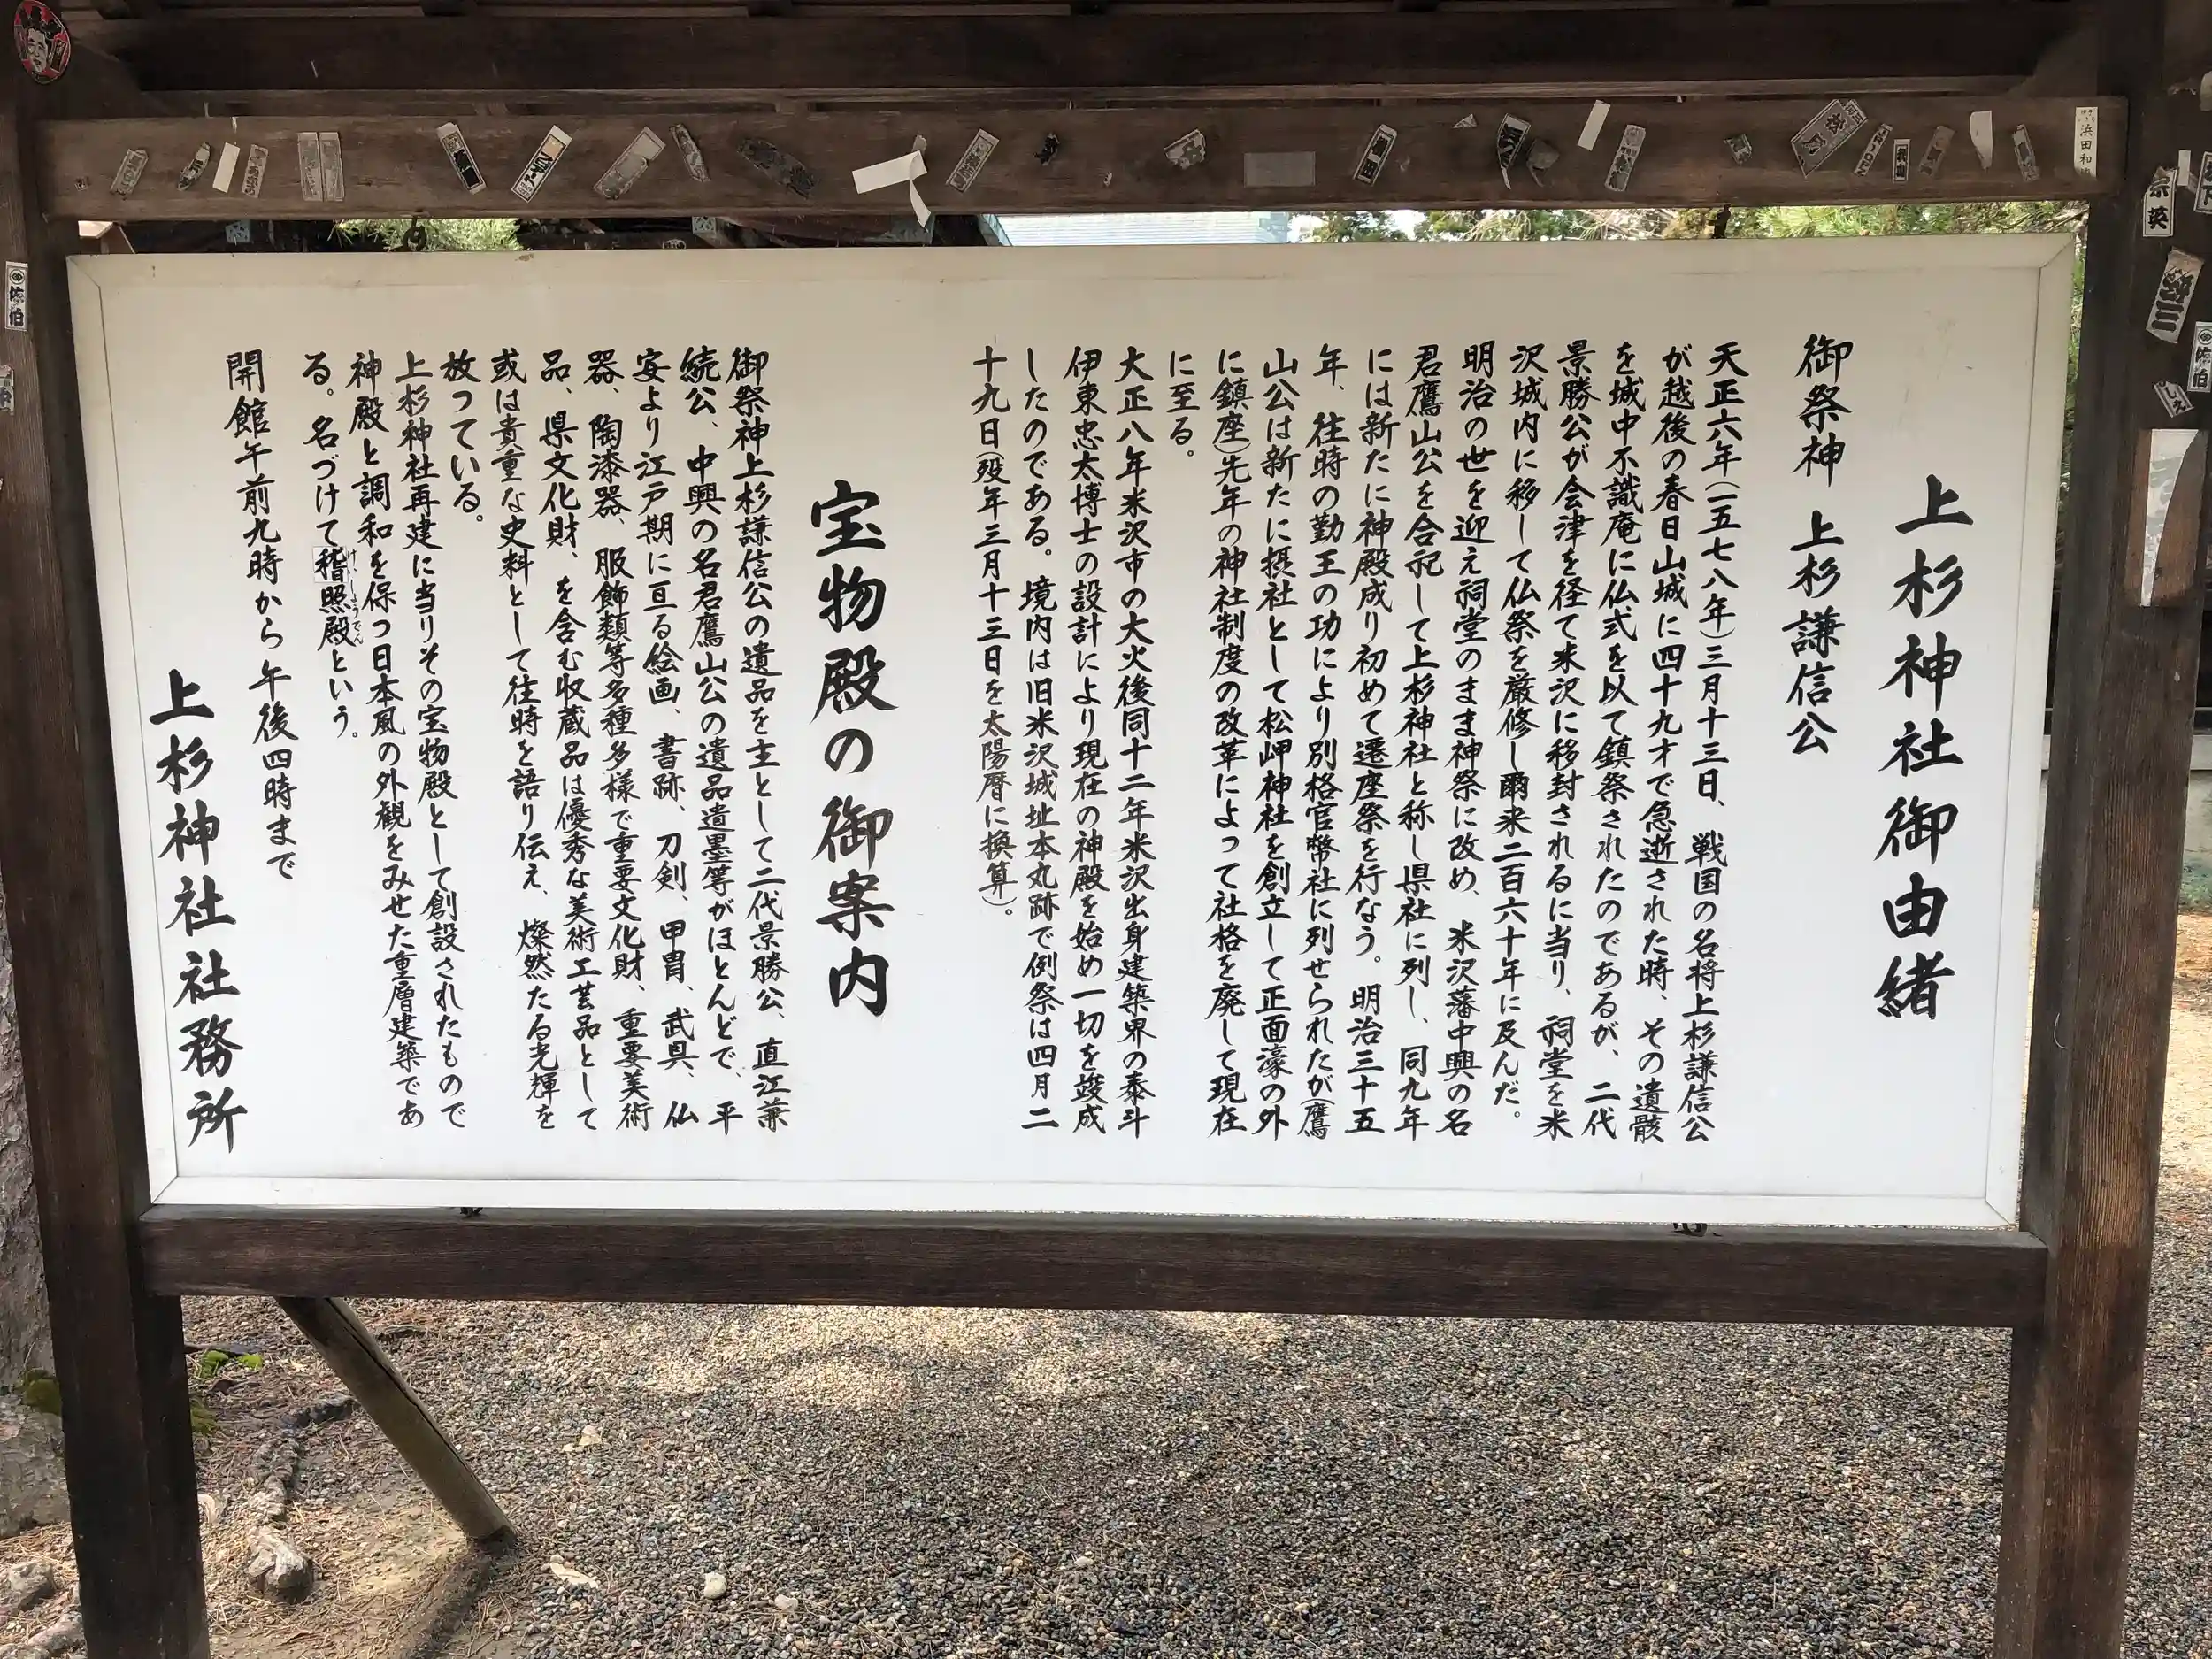 上杉神社御由緒
御祭神 上杉謙信公
天正六年(一五七八年)三月十三日、戦国の名将上杉謙信公
が越後の春日山城に四十九才で急逝された時、その遺骸
を城中不識庵に仏式を以て鎮祭されたのであるが、二代
景勝公が会津を径て米沢に移封されるに当り、祠堂を米
沢城内に移して仏祭を厳修し爾来二百六十年に及んだ。
明治の世を迎え祠堂のまま神祭に改め、米沢藩中興の名
君鷹山公を合祀して上杉神社と称し県社に列し、同九年
には新たに神殿成り初めて遷座祭を行なう。明治三十五
年、往時の勤王の功により別格官幣社に列せられたが(鷹
山公は新たに摂社として松岬神社を創立して正面濠の外
に鎮座)先年の神社制度の改革によって社格を廃して現在
に至る。
大正八年米沢市の大火後同十二年米沢出身建築界の泰斗
伊東忠太博士の設計により現在の神殿を始め一切を竣成
したのである。境内は旧米沢城址本丸跡で例祭は四月二
十九日(歿年三月十三日を太陽暦に換算)。
宝物殿の御案内
御祭神上杉謙信公の遺品を主として二代景勝公、直江兼
続公、中興の名君鷹山公の遺品遺墨等がほとんどで、平
安より江戸期に亘る絵画、書跡、刀剣、甲冑、武具、仏
器、陶漆器、服飾類等多種多様で重要文化財、重要美術
品、県文化財、を含む収蔵品は優秀な美術工芸品として
或は貴重な史料として往時を語り伝え、燦然たる光輝を
放っている。
上杉神社再建に当りその宝物殿として創設されたもので
神殿と調和を保つ日本風の外観をみせた重層建築であ
る。名づけて稽照殿という。
けいしょうでん
開館午前九時から午後四時まで
上杉神社社務所
浜田和
宗英
弥三
佐伯
佐伯
しえ